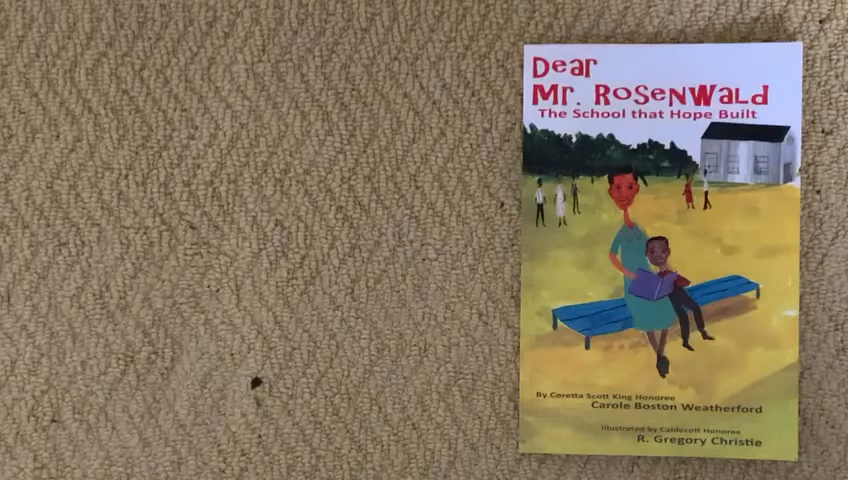 Dear
Mr. Rosenwald
The School that Hope Built
By Coretta Scott King Honoree
Carole Boston Weatherford
Illustrated by Caldecott Honoree
R. Gregory Christie